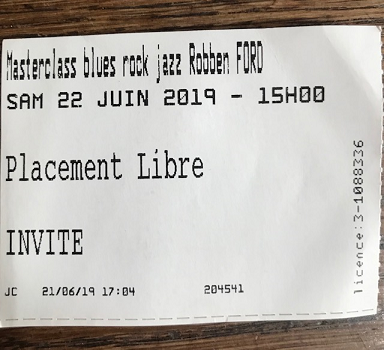 Masterclass blues rock jazz Robben FORD
SAM 22 JUIN 2019 - 15H00
Placement Libre
INVITE
JC 21/06/19 17:04 204541
licence:3-1088336